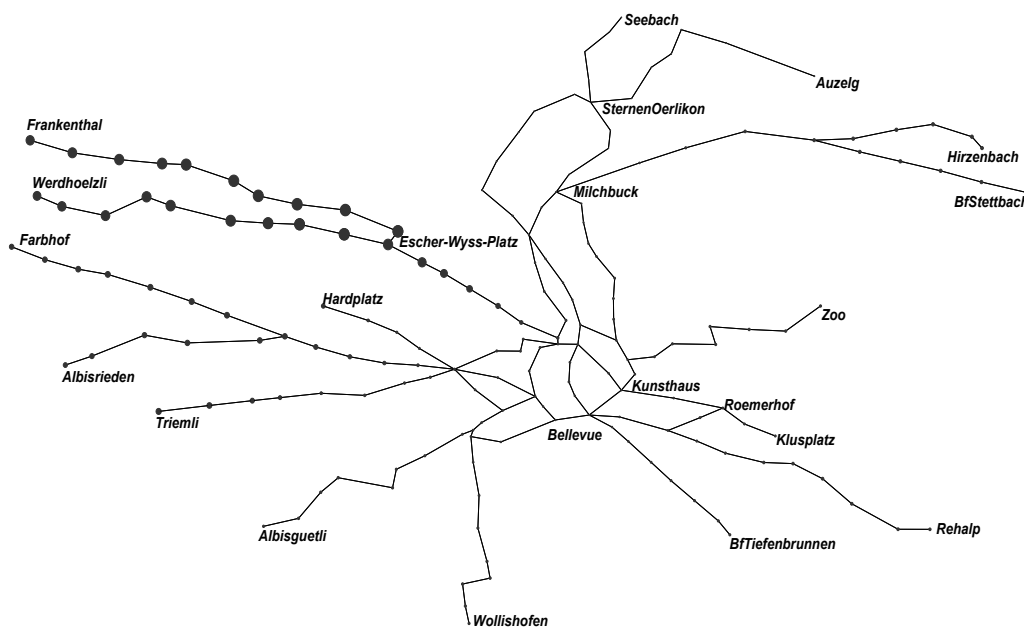 Seebach
Auzelg
SternenOerlikon
Frankenthal
Hirzenbach
Werdhoelzli
Milchbuck
BfStettbach
Farbhof
Escher-Wyss-Platz
Hardplatz
Zoo
Albisrieden
Kunsthaus
Roemerhof
Triemli
Bellevue
Klusplatz
Albisguetli
BfTiefenbrunnen
Rehalp
Wollishofen